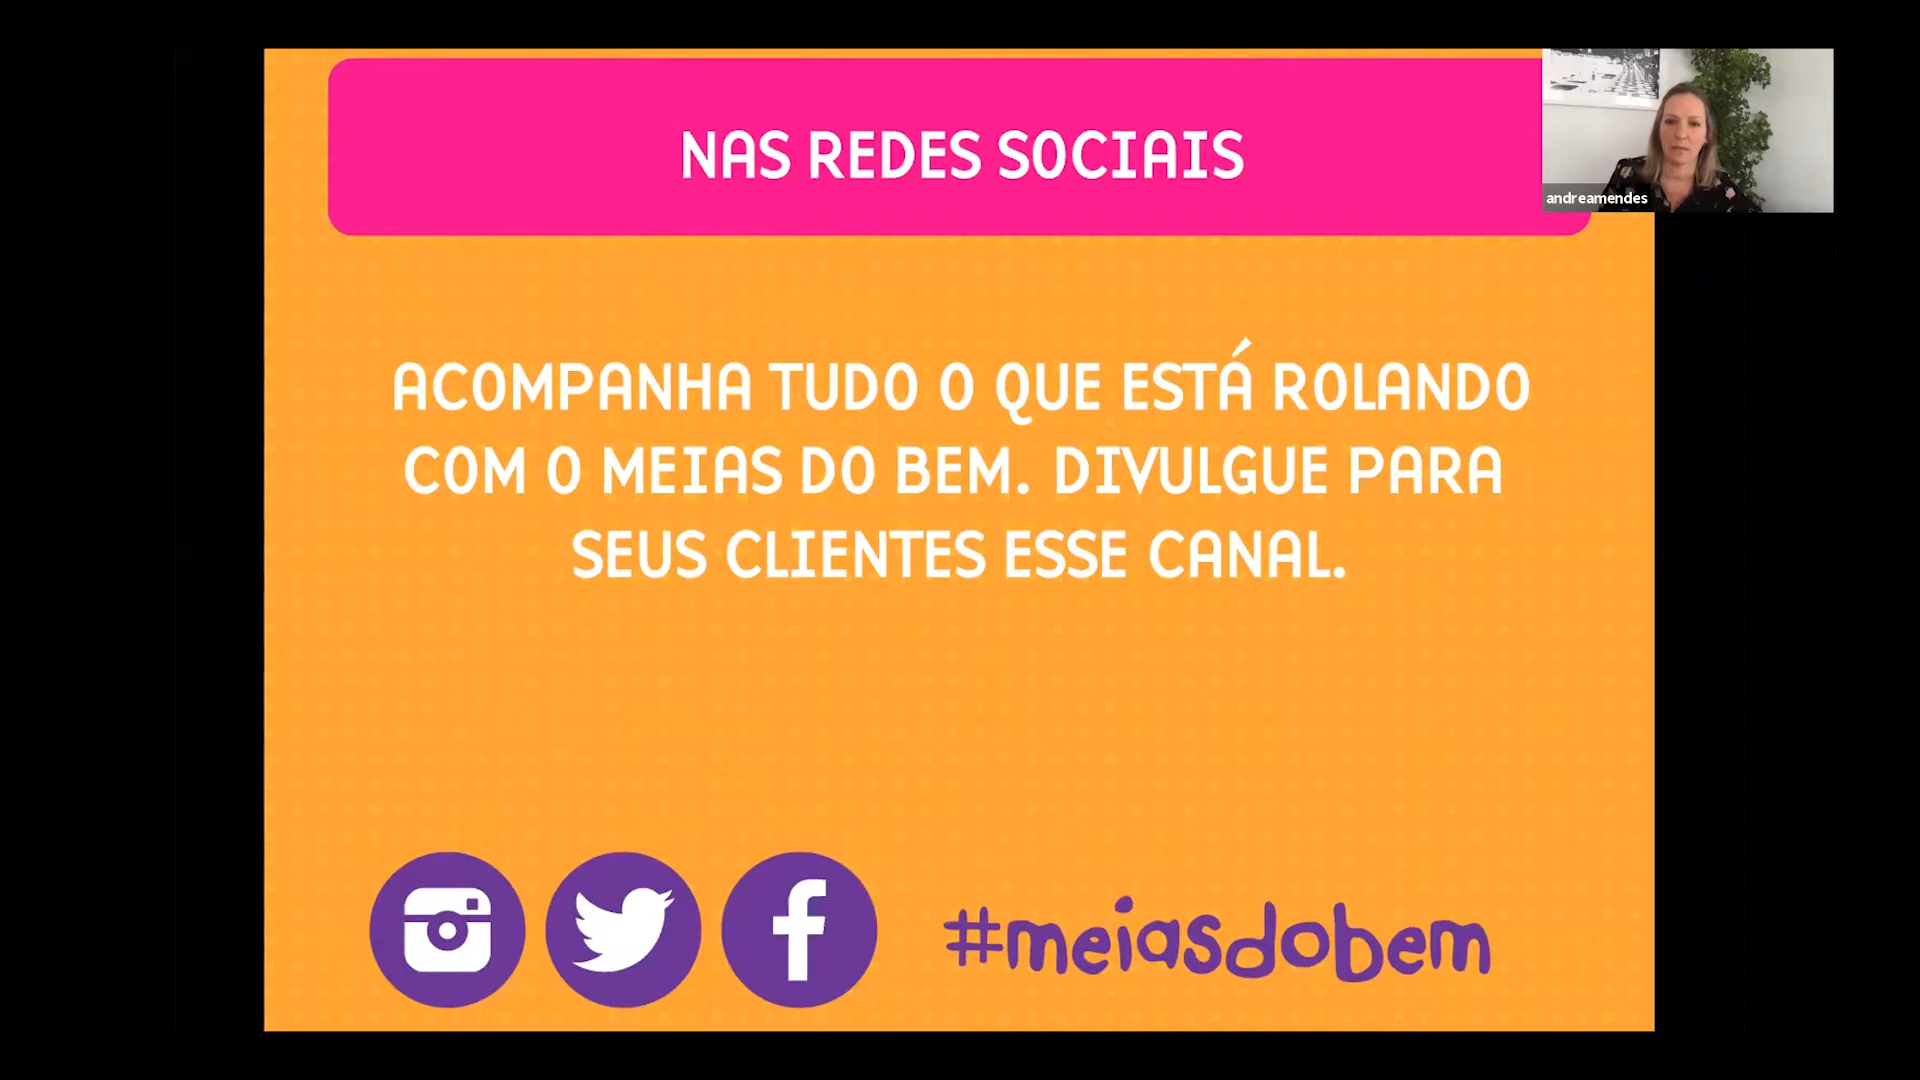 NAS REDES SOCIAIS
andreamendes
ACOMPANHA TUDO O QUE ESTÁ ROLANDO
COM O MEIAS DO BEM. DIVULGUE PARA
SEUS CLIENTES ESSE CANAL.
#meiasdobem